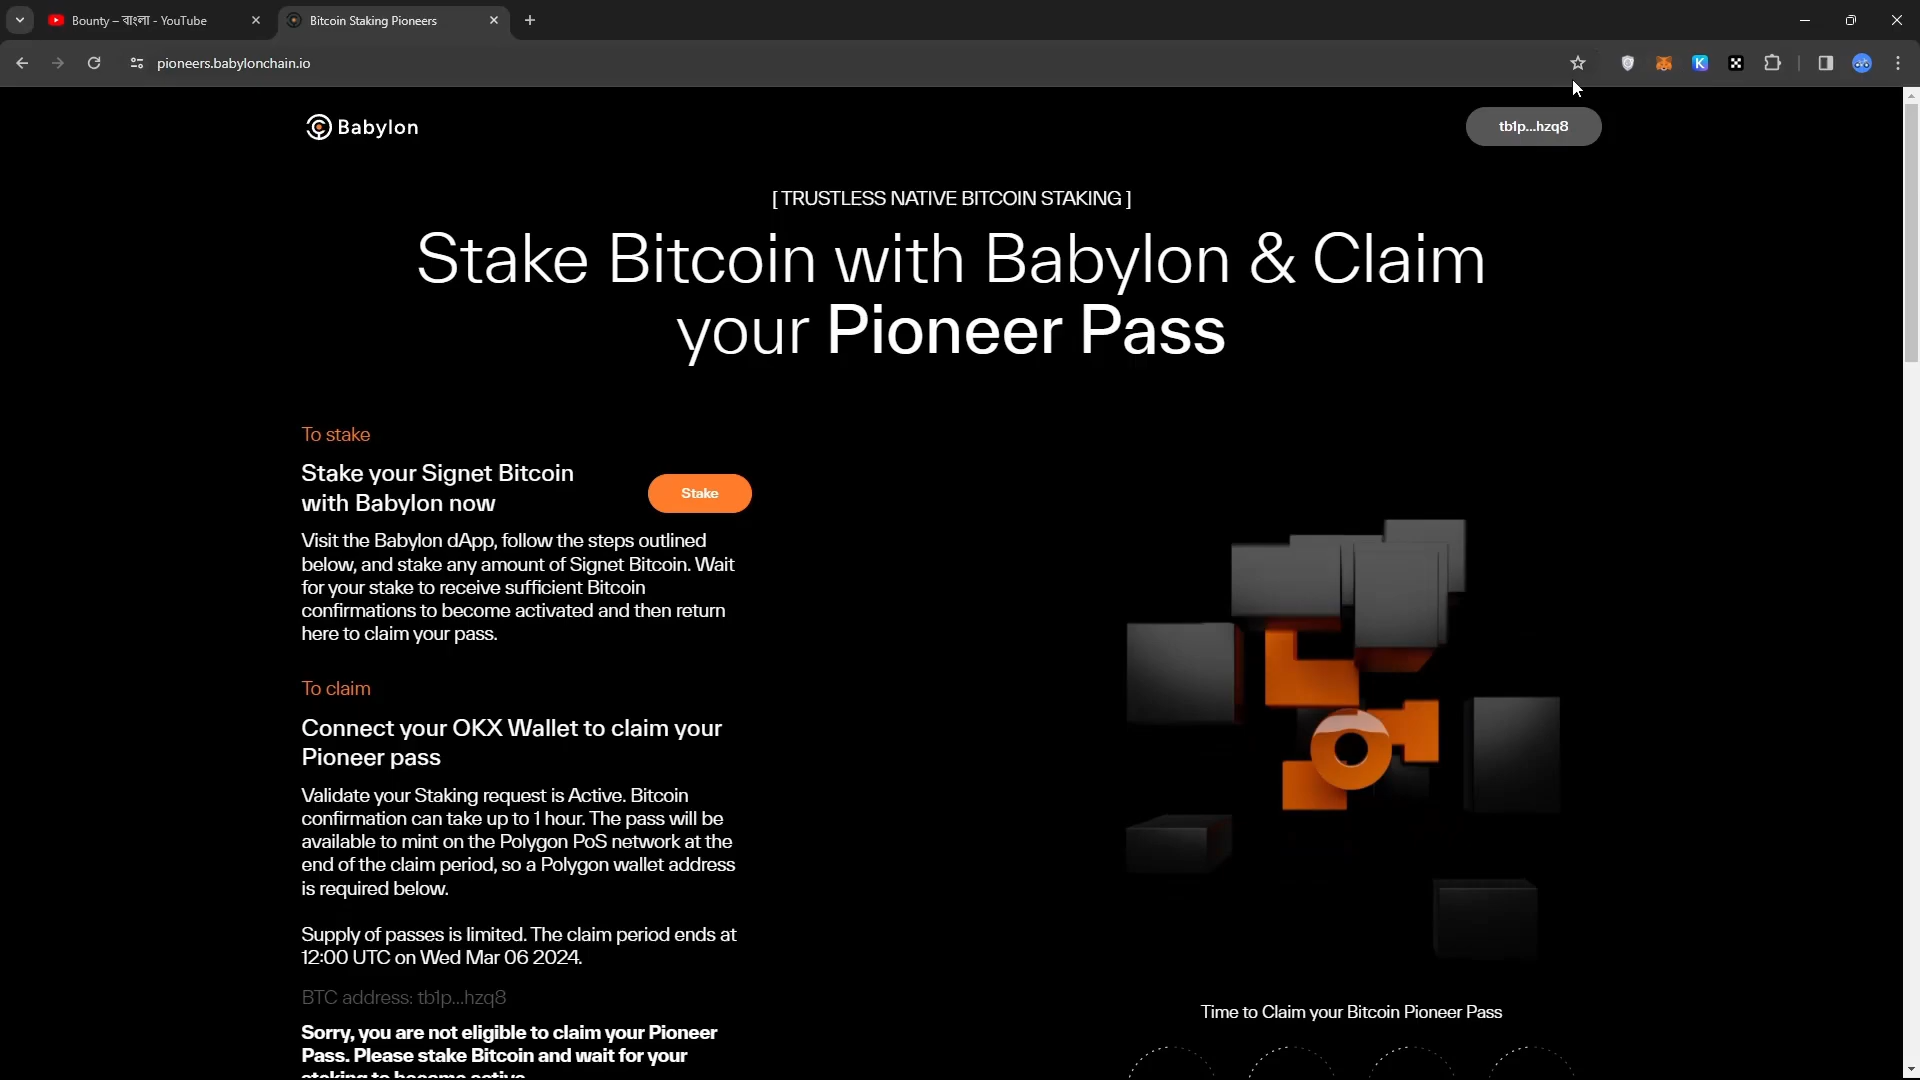 Bounty – বাংলা - YouTube
Bitcoin Staking Pioneers
pioneers.babylonchain.io
Babylon
tb1p...hzq8
[ TRUSTLESS NATIVE BITCOIN STAKING ]
Stake Bitcoin with Babylon & Claim
your Pioneer Pass
To stake
Stake your Signet Bitcoin
with Babylon now
Stake
Visit the Babylon dApp, follow the steps outlined
below, and stake any amount of Signet Bitcoin. Wait
for your stake to receive sufficient Bitcoin
confirmations to become activated and then return
here to claim your pass.
To claim
Connect your OKX Wallet to claim your
Pioneer pass
Validate your Staking request is Active. Bitcoin
confirmation can take up to 1 hour. The pass will be
available to mint on the Polygon PoS network at the
end of the claim period, so a Polygon wallet address
is required below.
Supply of passes is limited. The claim period ends at
12:00 UTC on Wed Mar 06 2024.
BTC address: tb1p...hzq8
Sorry, you are not eligible to claim your Pioneer
Pass. Please stake Bitcoin and wait for your
staking to become active.
Time to Claim your Bitcoin Pioneer Pass